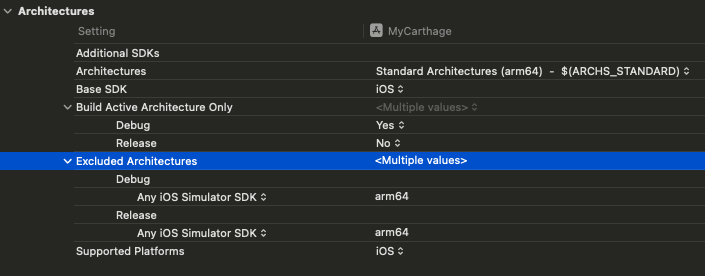 Architectures
Setting MyCarthage
Additional SDKs
Architectures Standard Architectures (arm64) - $(ARCHS_STANDARD)
Base SDK iOS
Build Active Architecture Only <Multiple values>
Debug Yes
Release No
Excluded Architectures <Multiple values>
Debug
Any iOS Simulator SDK arm64
Release
Any iOS Simulator SDK arm64
Supported Platforms iOS